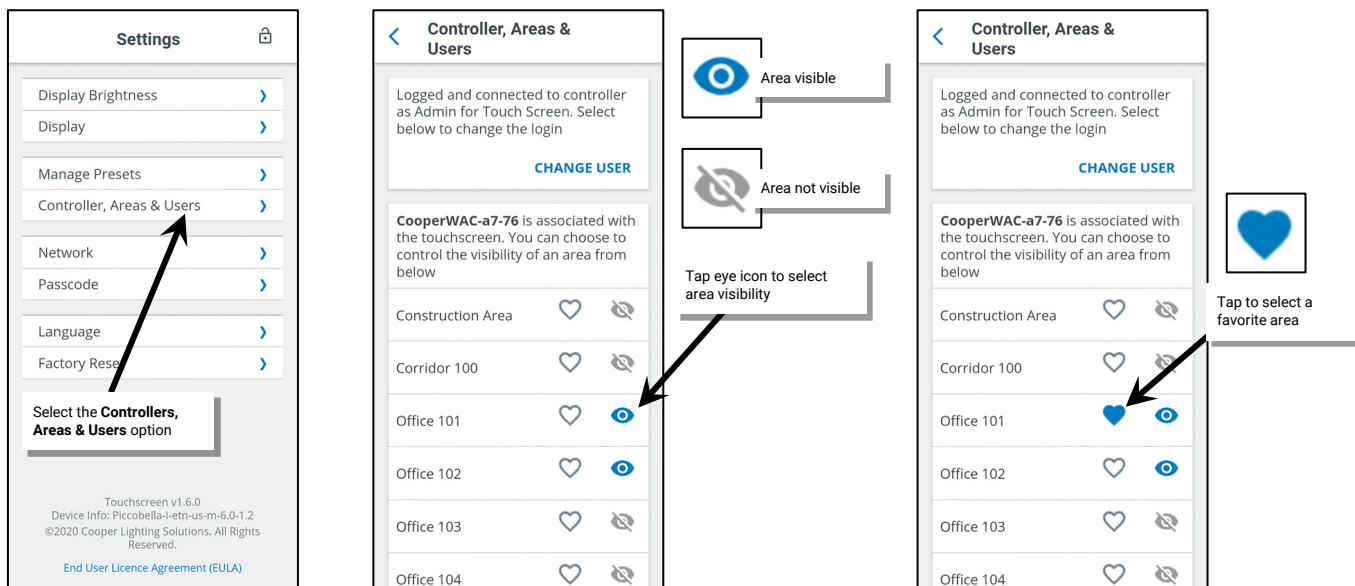 Settings
Display Brightness
Display
Manage Presets
Controller, Areas & Users
Network
Passcode
Language
Factory Rese
Select the Controllers,
Areas & Users option
Touchscreen v1.6.0
Device Info: Piccobella-l-etn-us-m-6.0-1.2
©2020 Cooper Lighting Solutions. All Rights
Reserved.
End User Licence Agreement (EULA)
Controller, Areas &
Users
Logged and connected to controller
as Admin for Touch Screen. Select
below to change the login
CHANGE USER
CooperWAC-a7-76 is associated with
the touchscreen. You can choose to
control the visibility of an area from
below
Construction Area
Corridor 100
Office 101
Office 102
Office 103
Office 104
Area visible
Area not visible
Tap eye icon to select
area visibility
Controller, Areas &
Users
Logged and connected to controller
as Admin for Touch Screen. Select
below to change the login
CHANGE USER
CooperWAC-a7-76 is associated with
the touchscreen. You can choose to
control the visibility of an area from
below
Construction Area
Corridor 100
Office 101
Office 102
Office 103
Office 104
Tap to select a
favorite area